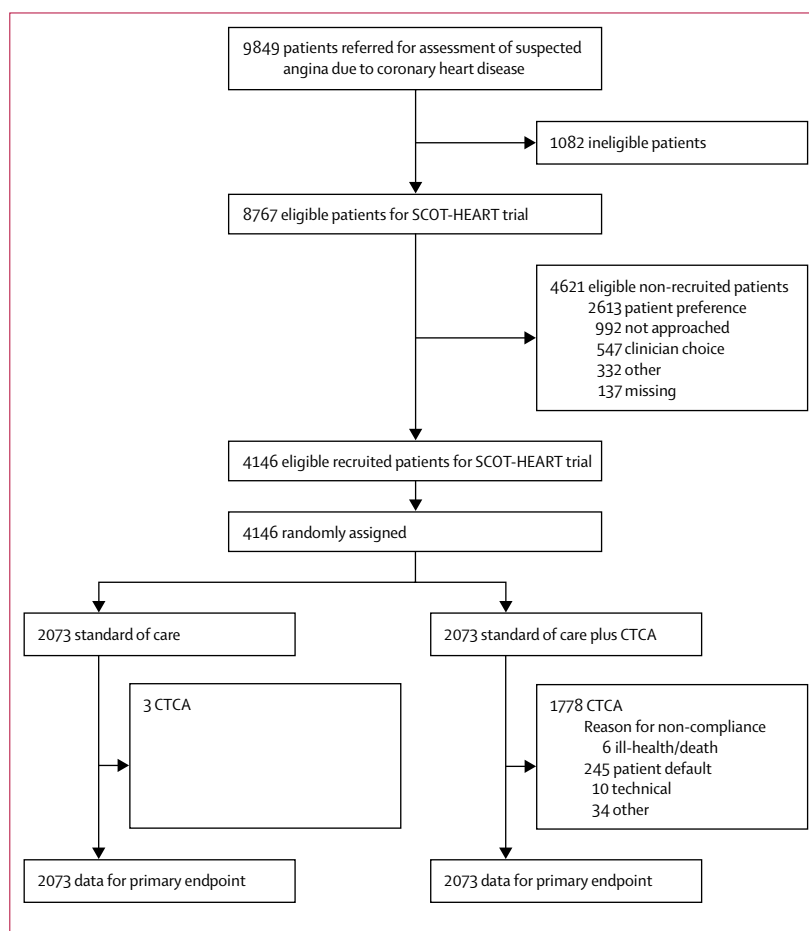 9849 patients referred for assessment of suspected
angina due to coronary heart disease
1082 ineligible patients
8767 eligible patients for SCOT-HEART trial
4621 eligible non-recruited patients
2613 patient preference
992 not approached
547 clinician choice
332 other
137 missing
4146 eligible recruited patients for SCOT-HEART trial
4146 randomly assigned
2073 standard of care
2073 standard of care plus CTCA
3 CTCA
1778 CTCA
Reason for non-compliance
6 ill-health/death
245 patient default
10 technical
34 other
2073 data for primary endpoint
2073 data for primary endpoint